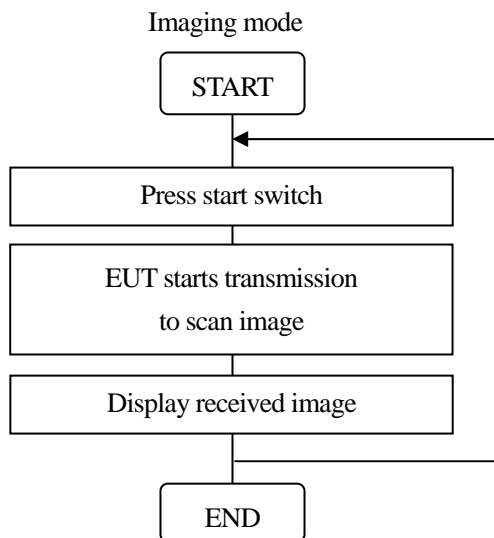 Imaging mode
START
Press start switch
EUT starts transmission
to scan image
Display received image
END